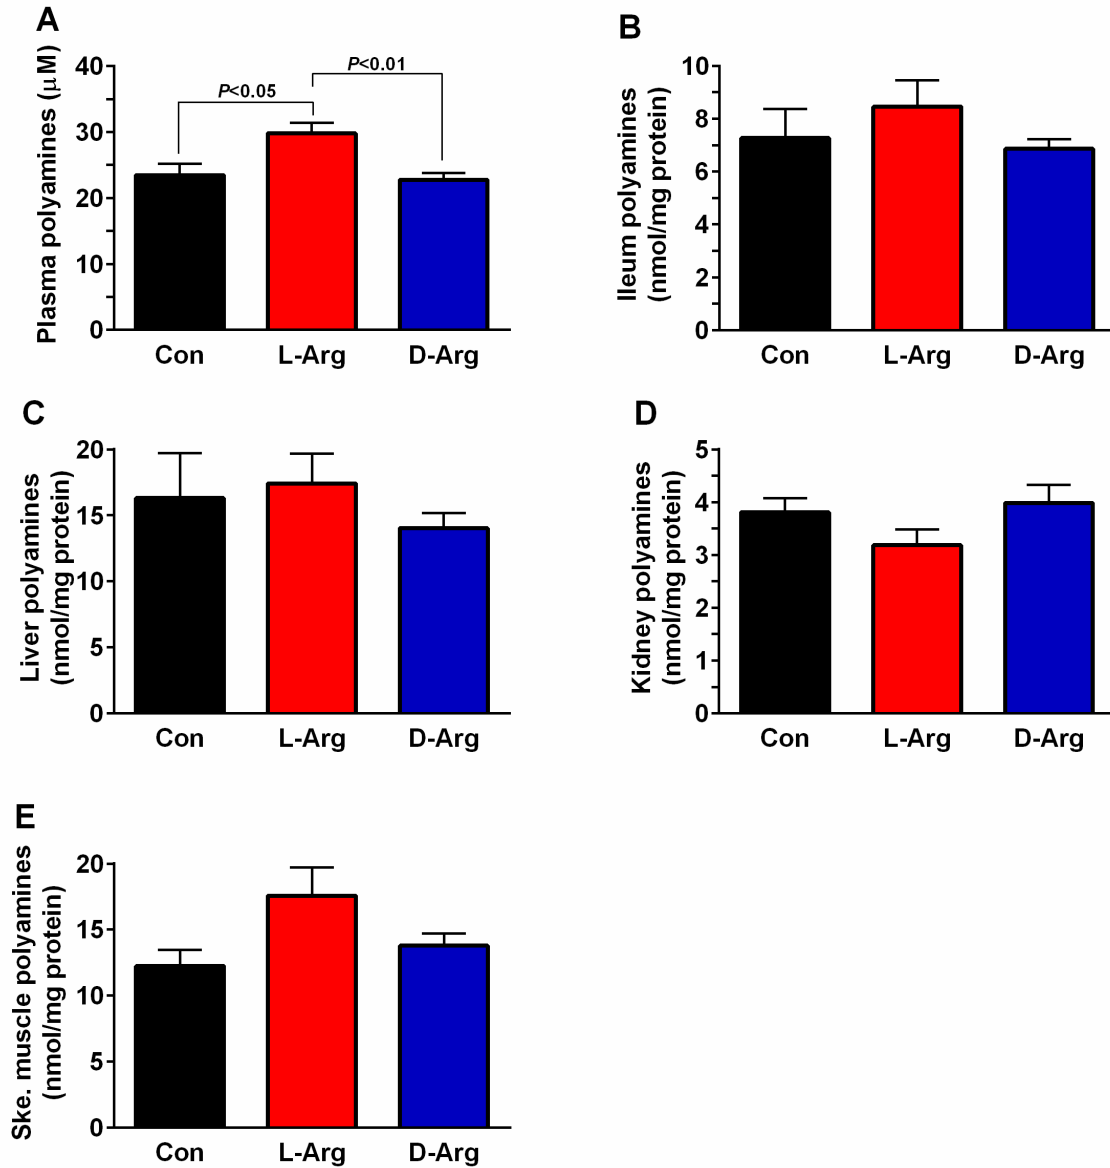 A
Plasma polyamines (μM)
40
30
20
10
0
P<0.05
P<0.01
Con
L-Arg
D-Arg
B
Ileum polyamines
(nmol/mg protein)
10
8
6
4
2
0
Con
L-Arg
D-Arg
C
Liver polyamines
(nmol/mg protein)
20
15
10
5
0
Con
L-Arg
D-Arg
D
Kidney polyamines
(nmol/mg protein)
5
4
3
2
1
0
Con
L-Arg
D-Arg
E
Ske. muscle polyamines
(nmol/mg protein)
20
15
10
5
0
Con
L-Arg
D-Arg